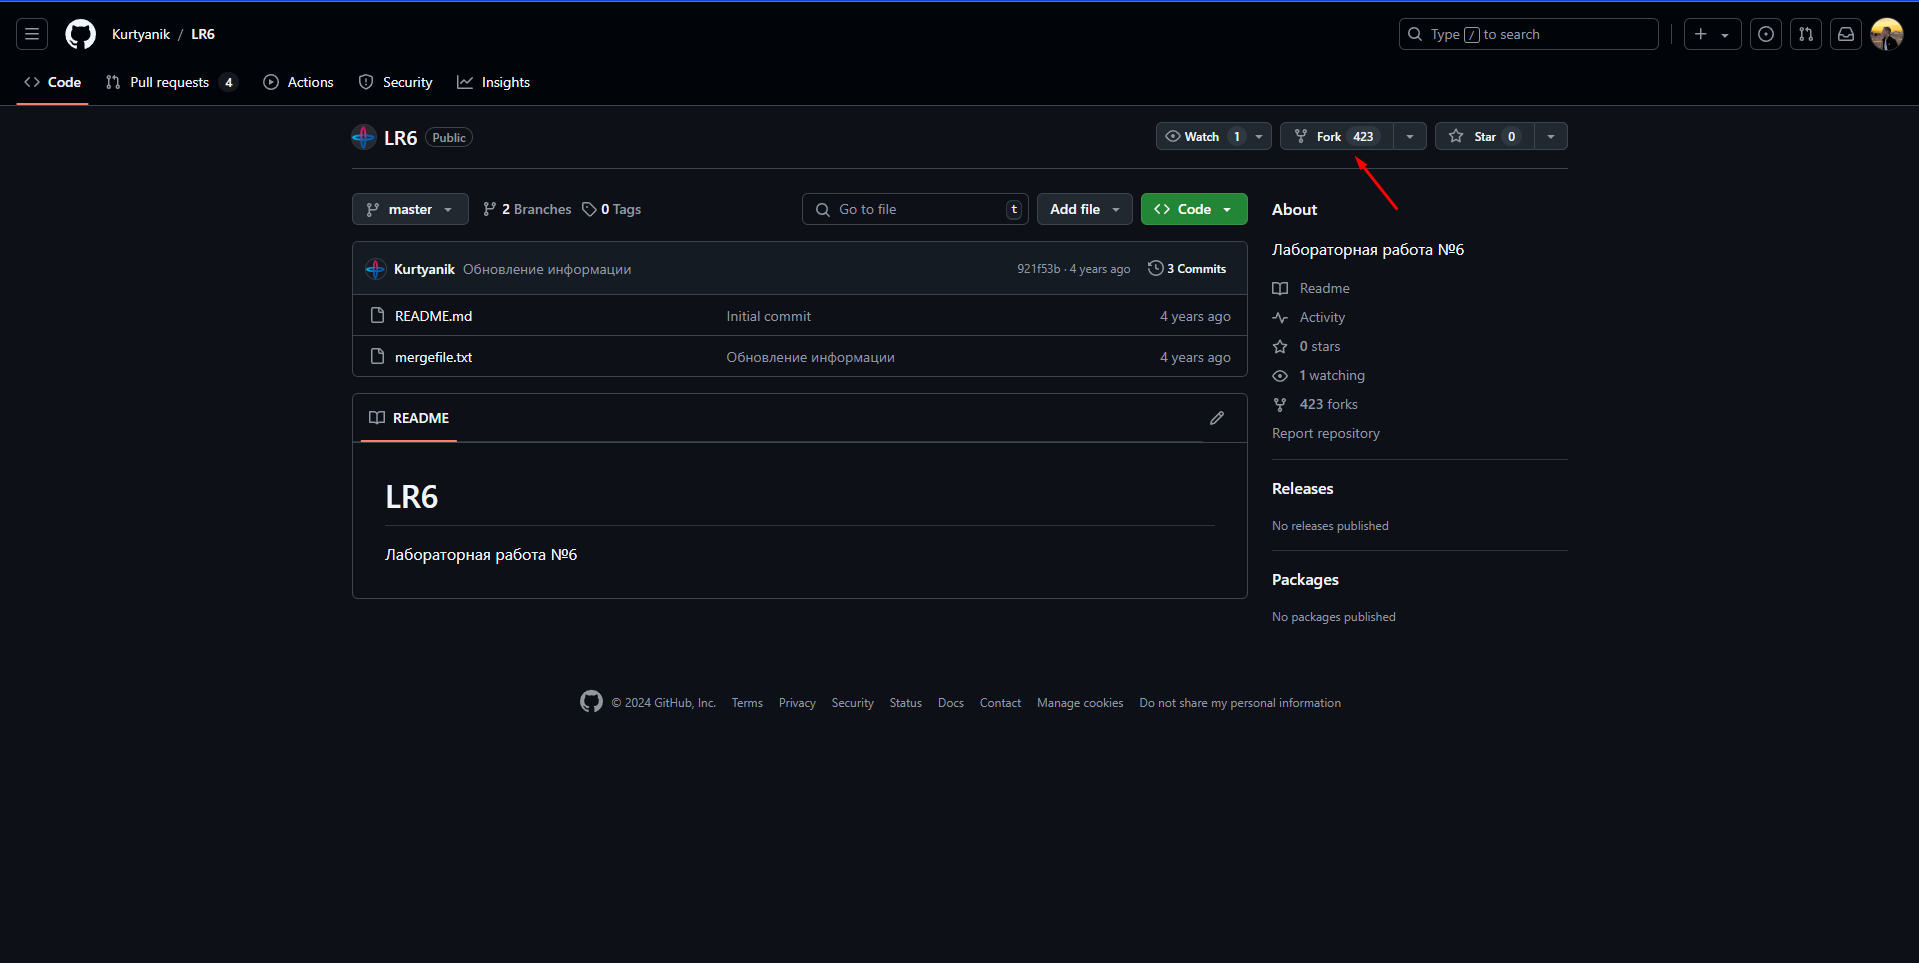 Kurtyanik / LR6
Type / to search
Code Pull requests 4 Actions Security Insights
LR6 Public
Watch 1 Fork 423 Star 0
master 2 Branches 0 Tags Go to file t Add file Code
Kurtyanik Обновление информации 921f53b · 4 years ago 3 Commits
README.md Initial commit 4 years ago
mergefile.txt Обновление информации 4 years ago
README
LR6
Лабораторная работа №6
About
Лабораторная работа №6
Readme
Activity
0 stars
1 watching
423 forks
Report repository
Releases
No releases published
Packages
No packages published
© 2024 GitHub, Inc. Terms Privacy Security Status Docs Contact Manage cookies Do not share my personal information